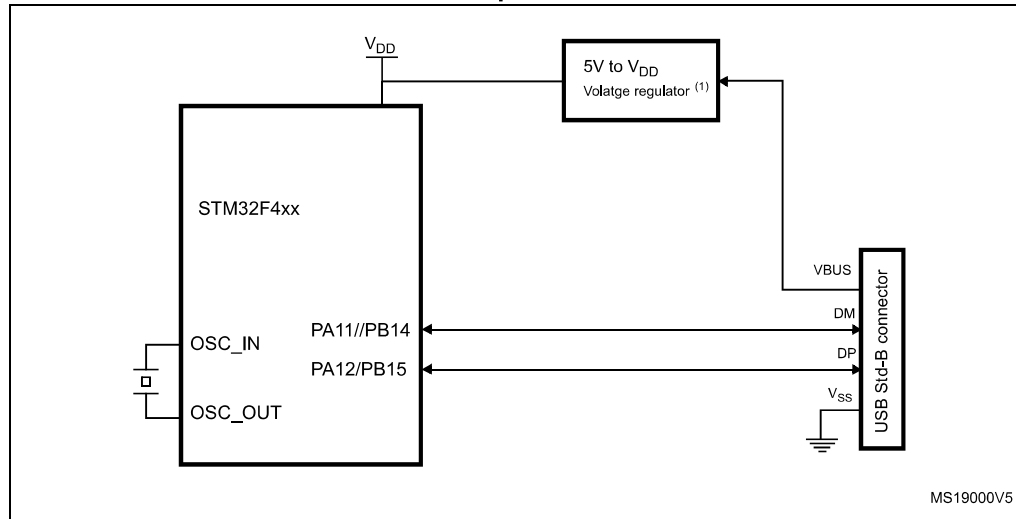 V_DD
5V to V_DD
Volatge regulator (1)
STM32F4xx
VBUS
OSC_IN
PA11//PB14
DM
PA12/PB15
DP
OSC_OUT
V_SS
USB Std-B connector
MS19000V5